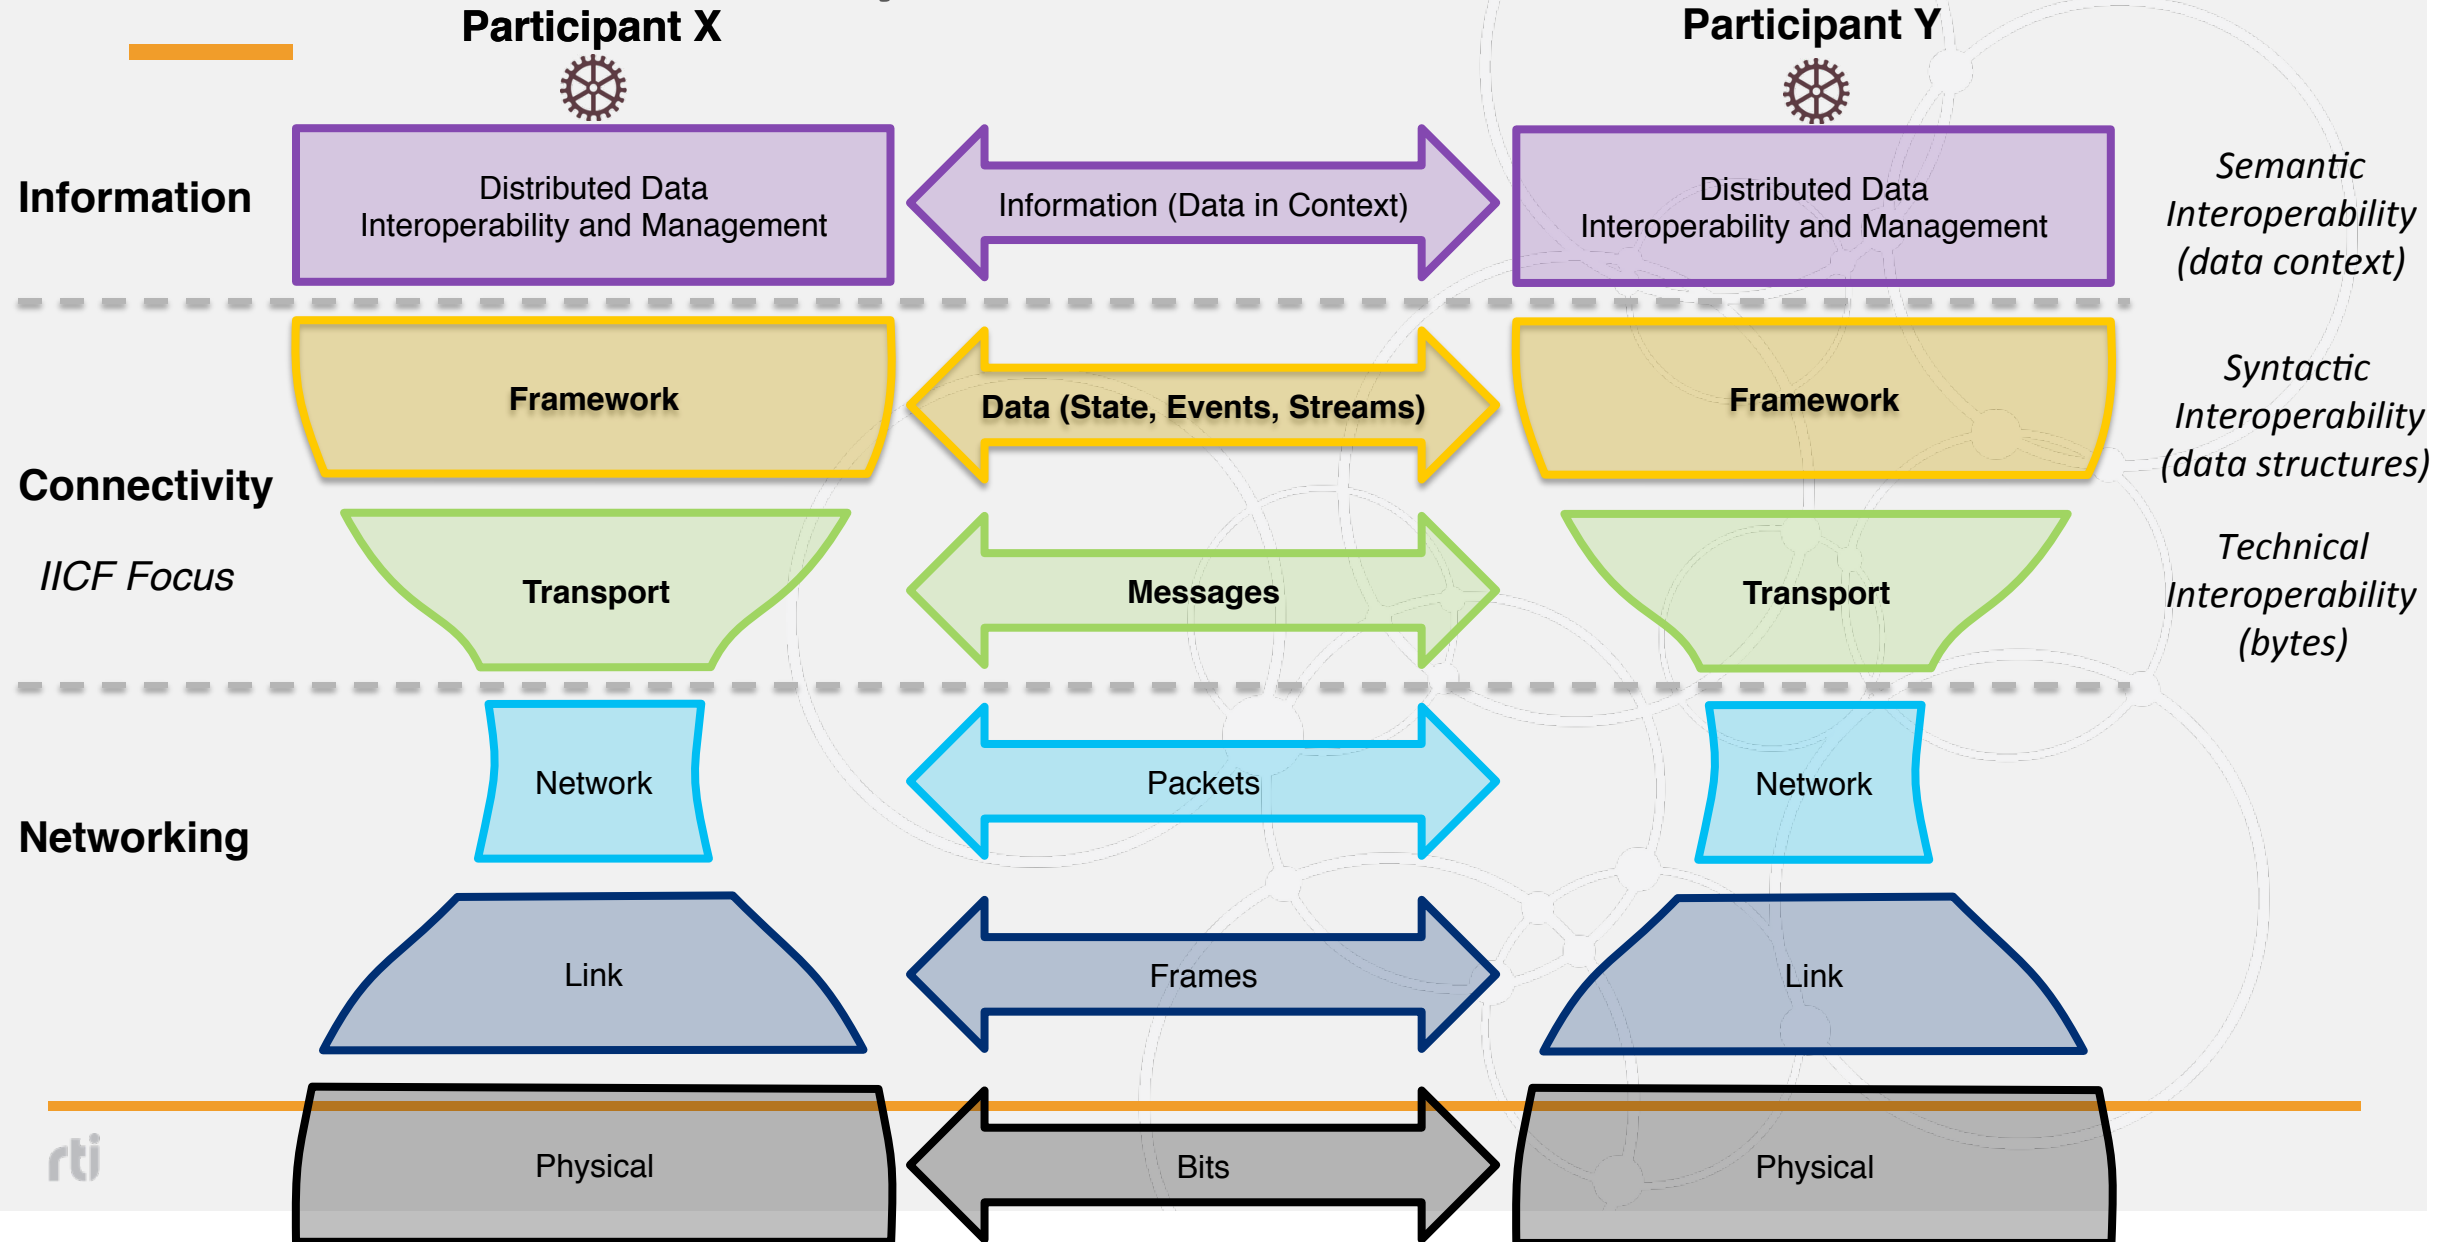 Participant X
Participant Y
Information
Distributed Data
Interoperability and Management
Information (Data in Context)
Distributed Data
Interoperability and Management
Semantic
Interoperability
(data context)
Framework
Data (State, Events, Streams)
Framework
Syntactic
Interoperability
(data structures)
Connectivity
IICF Focus
Transport
Messages
Transport
Technical
Interoperability
(bytes)
Networking
Network
Packets
Network
Link
Frames
Link
Physical
Bits
Physical
rti